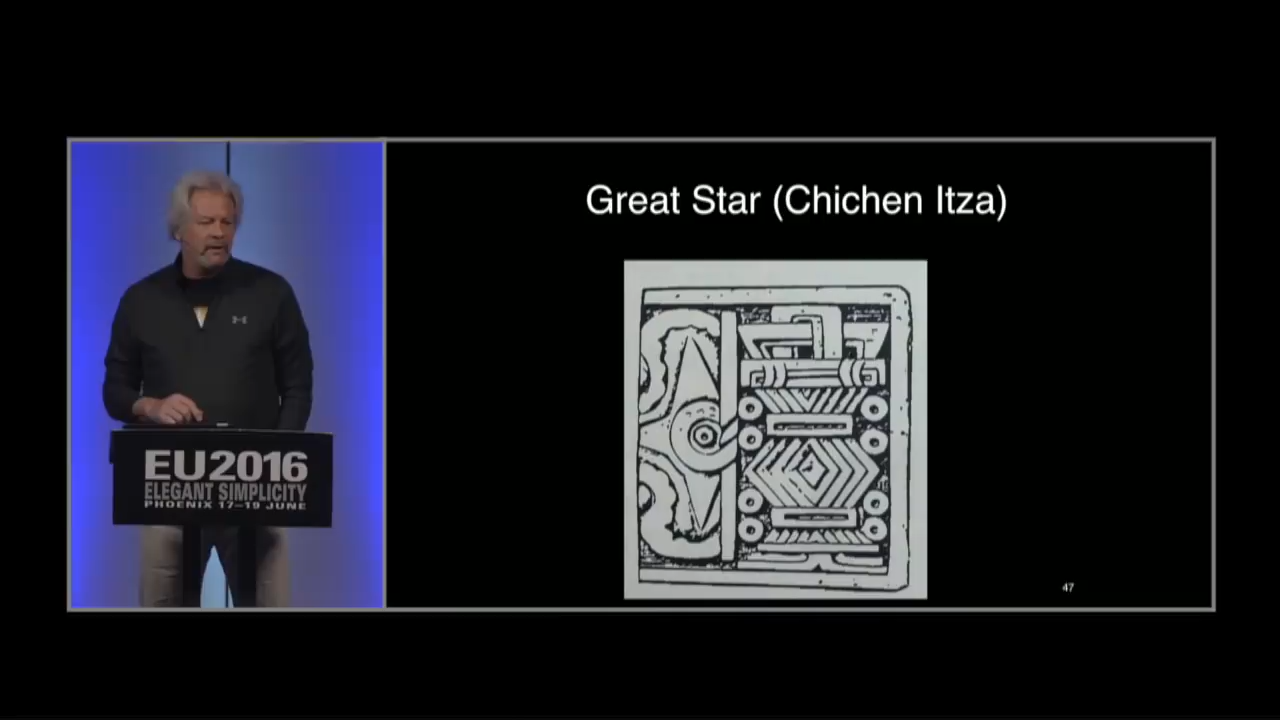 Great Star (Chichen Itza)
EU2016
ELEGANT SIMPLICITY
PHOENIX 17–19 JUNE
47